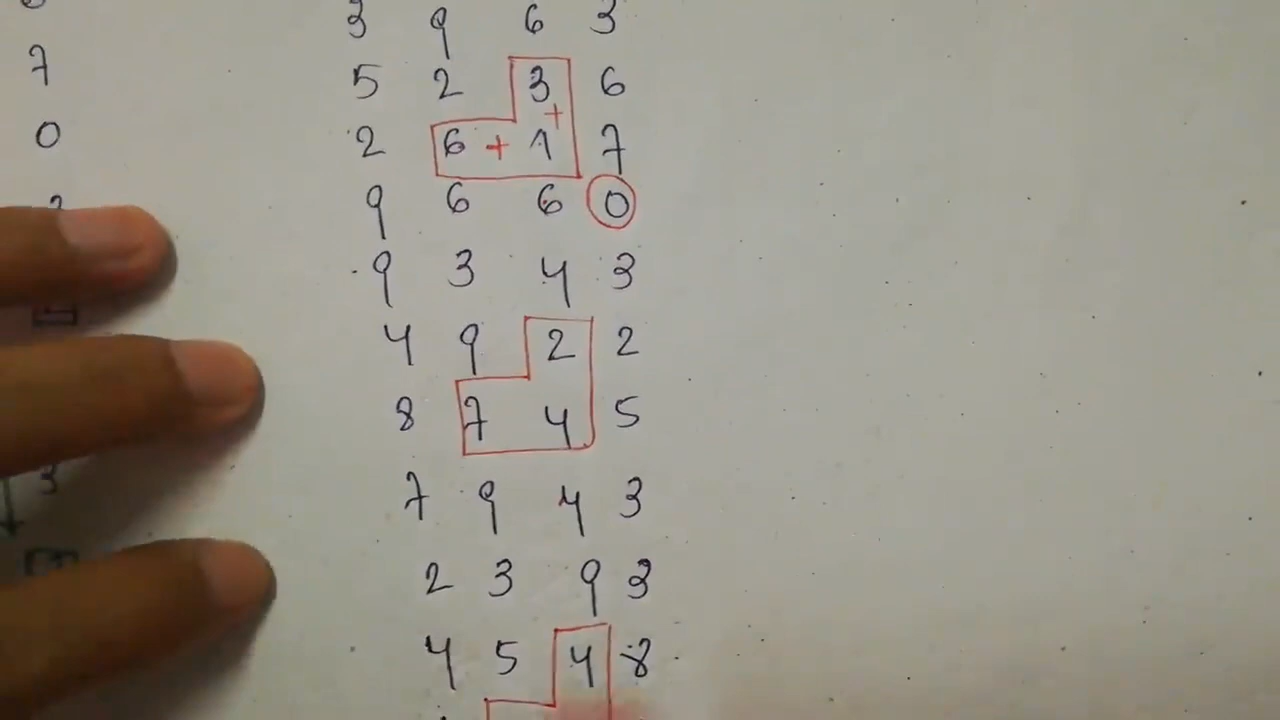 3 9 6 3
7 5 2 3 6
+
0 2 6 + 1 7
9 6 6 0
9 3 4 3
4 9 2 2
8 7 4 5
3 7 9 4 3
2 3 9 3
4 5 4 8